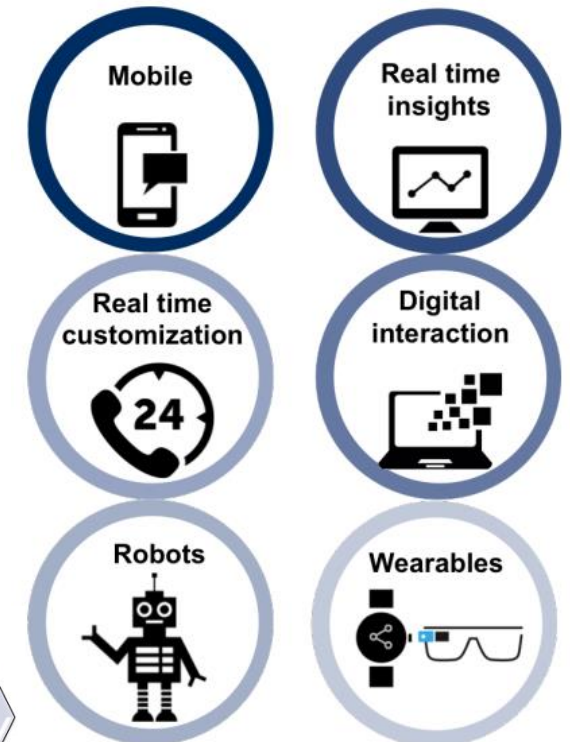 Mobile
Real time
insights
Real time
customization
24
Digital
interaction
Robots
Wearables